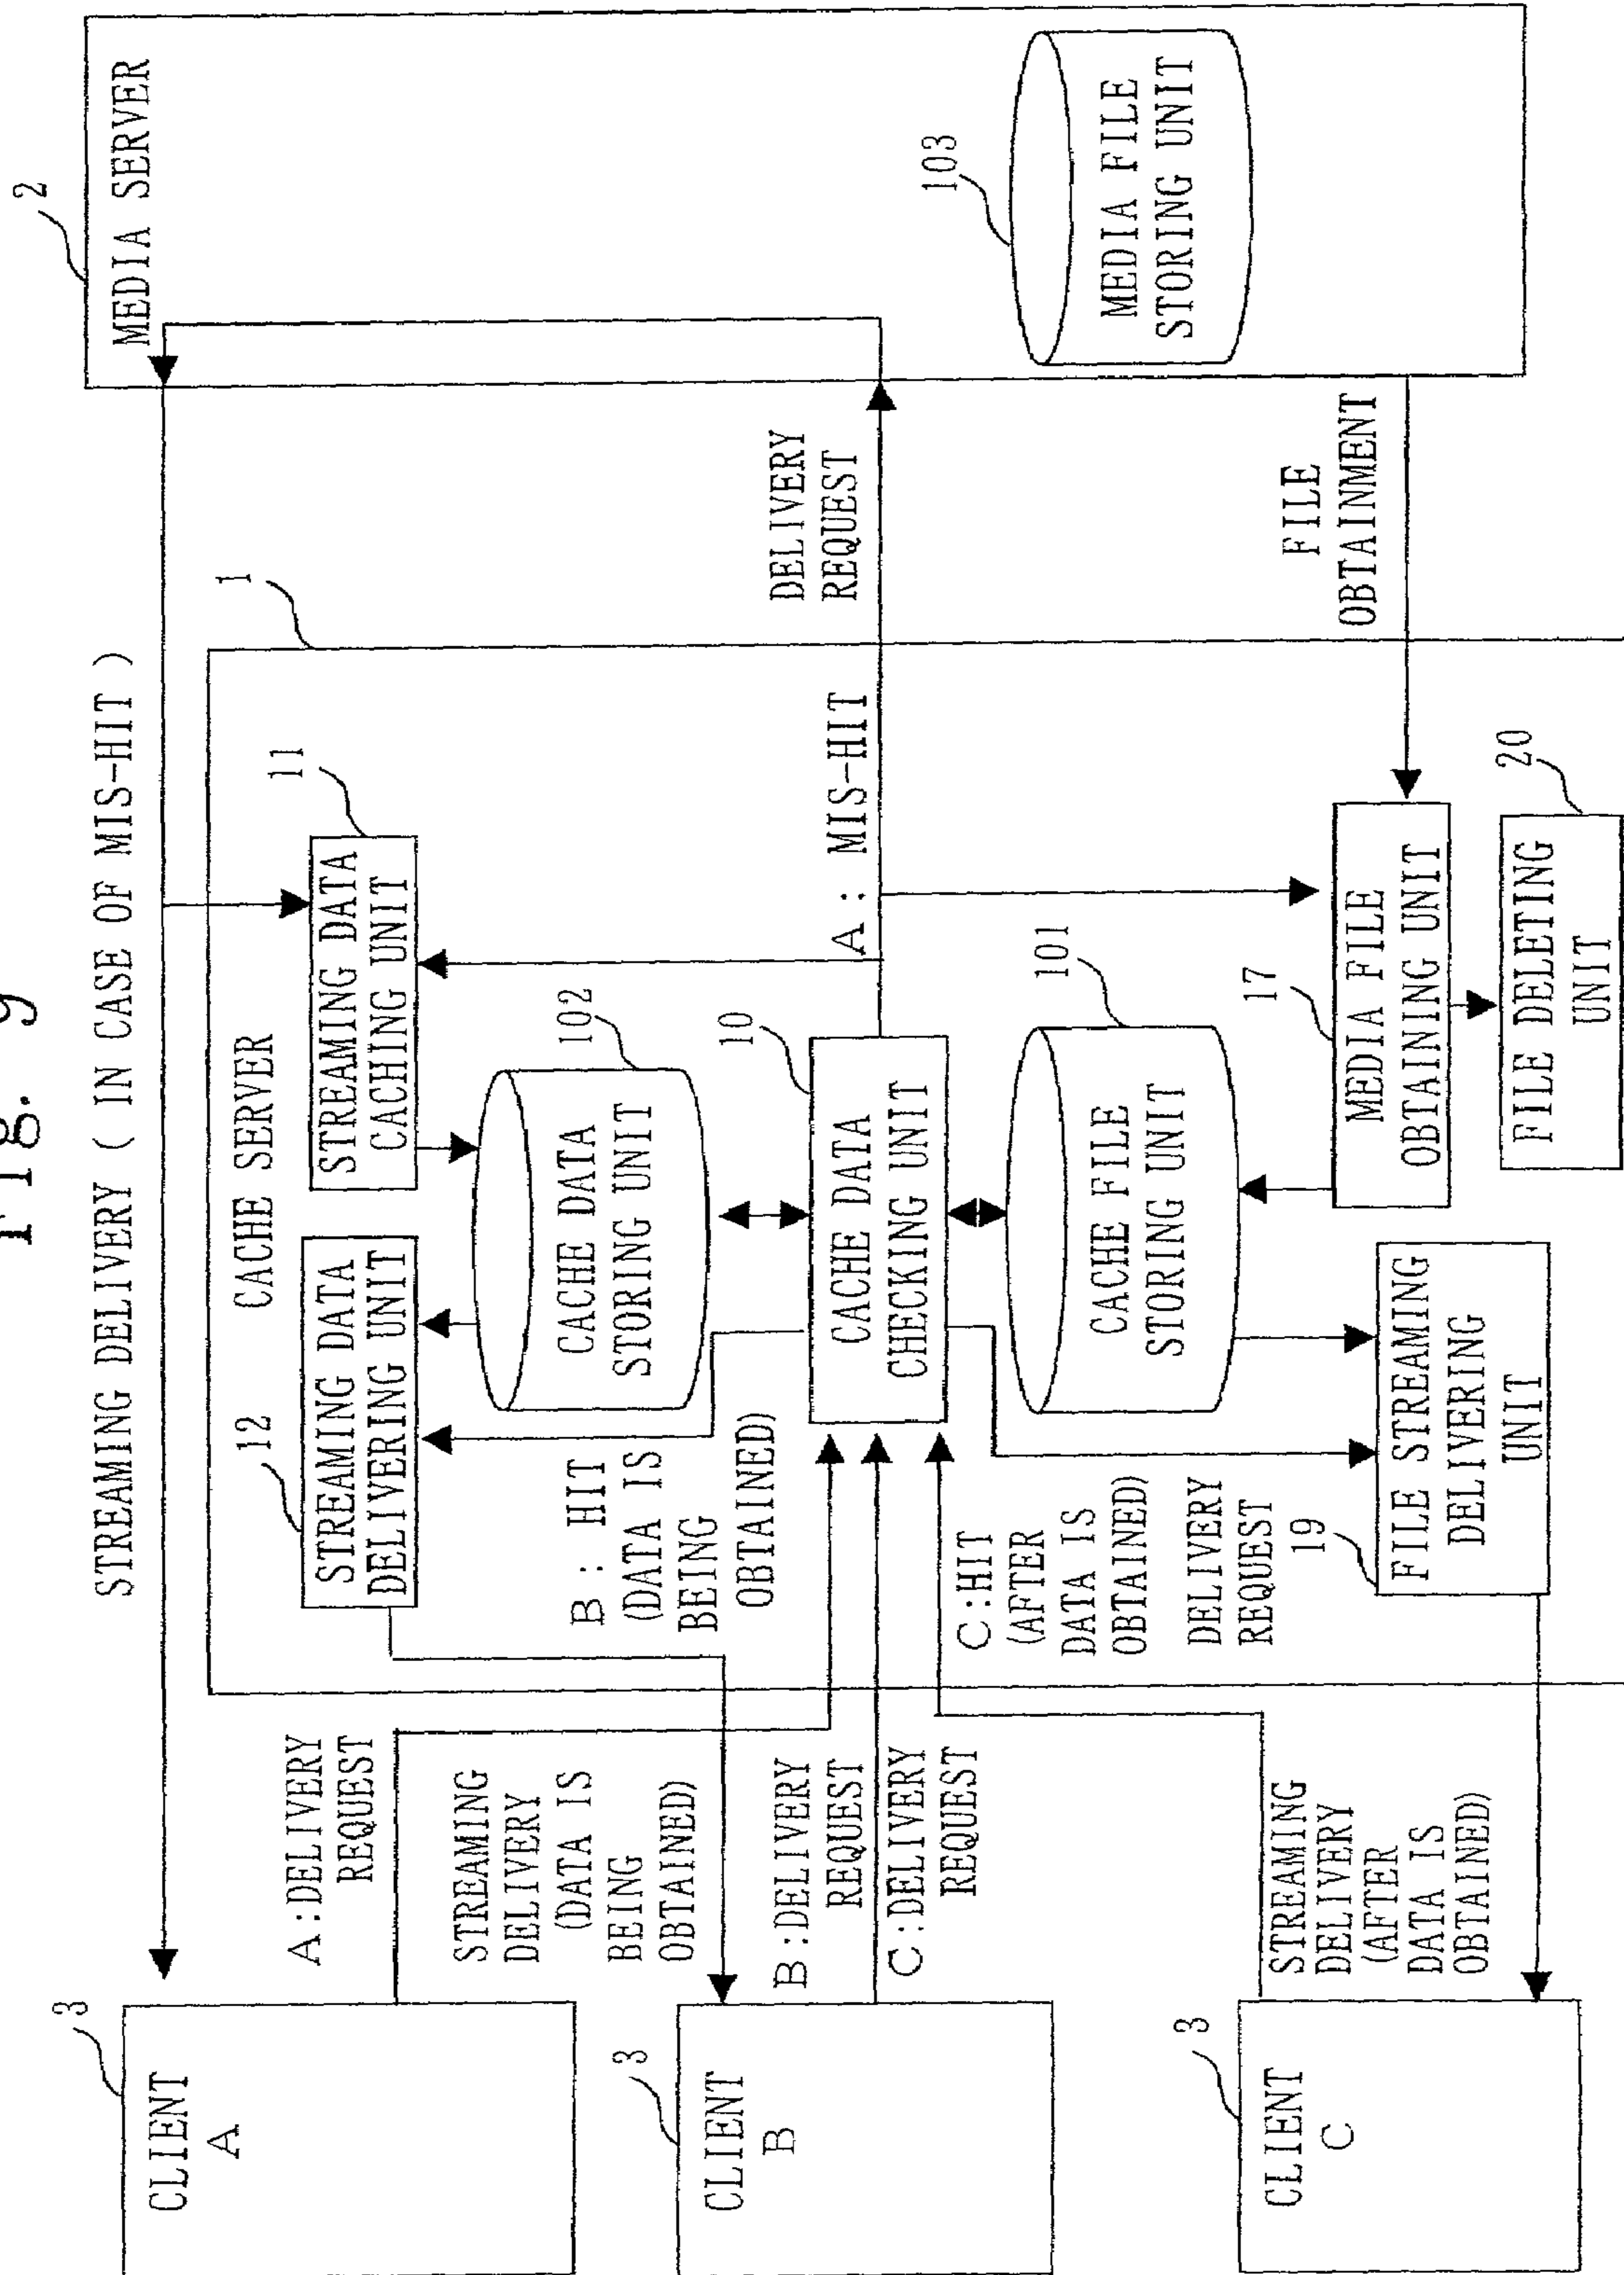 Fig. 9
STREAMING DELIVERY ( IN CASE OF MIS-HIT )
2
MEDIA SERVER
3
CLIENT
A
1
CACHE SERVER
A:DELIVERY
REQUEST
12
STREAMING DATA
DELIVERING UNIT
11
STREAMING DATA
CACHING UNIT
STREAMING
DELIVERY
(DATA IS
BEING
OBTAINED)
B : HIT
(DATA IS
BEING
OBTAINED)
102
CACHE DATA
STORING UNIT
3
CLIENT
B
B:DELIVERY
REQUEST
C:DELIVERY
REQUEST
10
CACHE DATA
CHECKING UNIT
A : MIS-HIT
DELIVERY
REQUEST
103
MEDIA FILE
STORING UNIT
C:HIT
(AFTER
DATA IS
OBTAINED)
DELIVERY
REQUEST
101
CACHE FILE
STORING UNIT
3
CLIENT
C
STREAMING
DELIVERY
(AFTER
DATA IS
OBTAINED)
19
FILE STREAMING
DELIVERING
UNIT
17
MEDIA FILE
OBTAINING UNIT
FILE
OBTAINMENT
20
FILE DELETING
UNIT